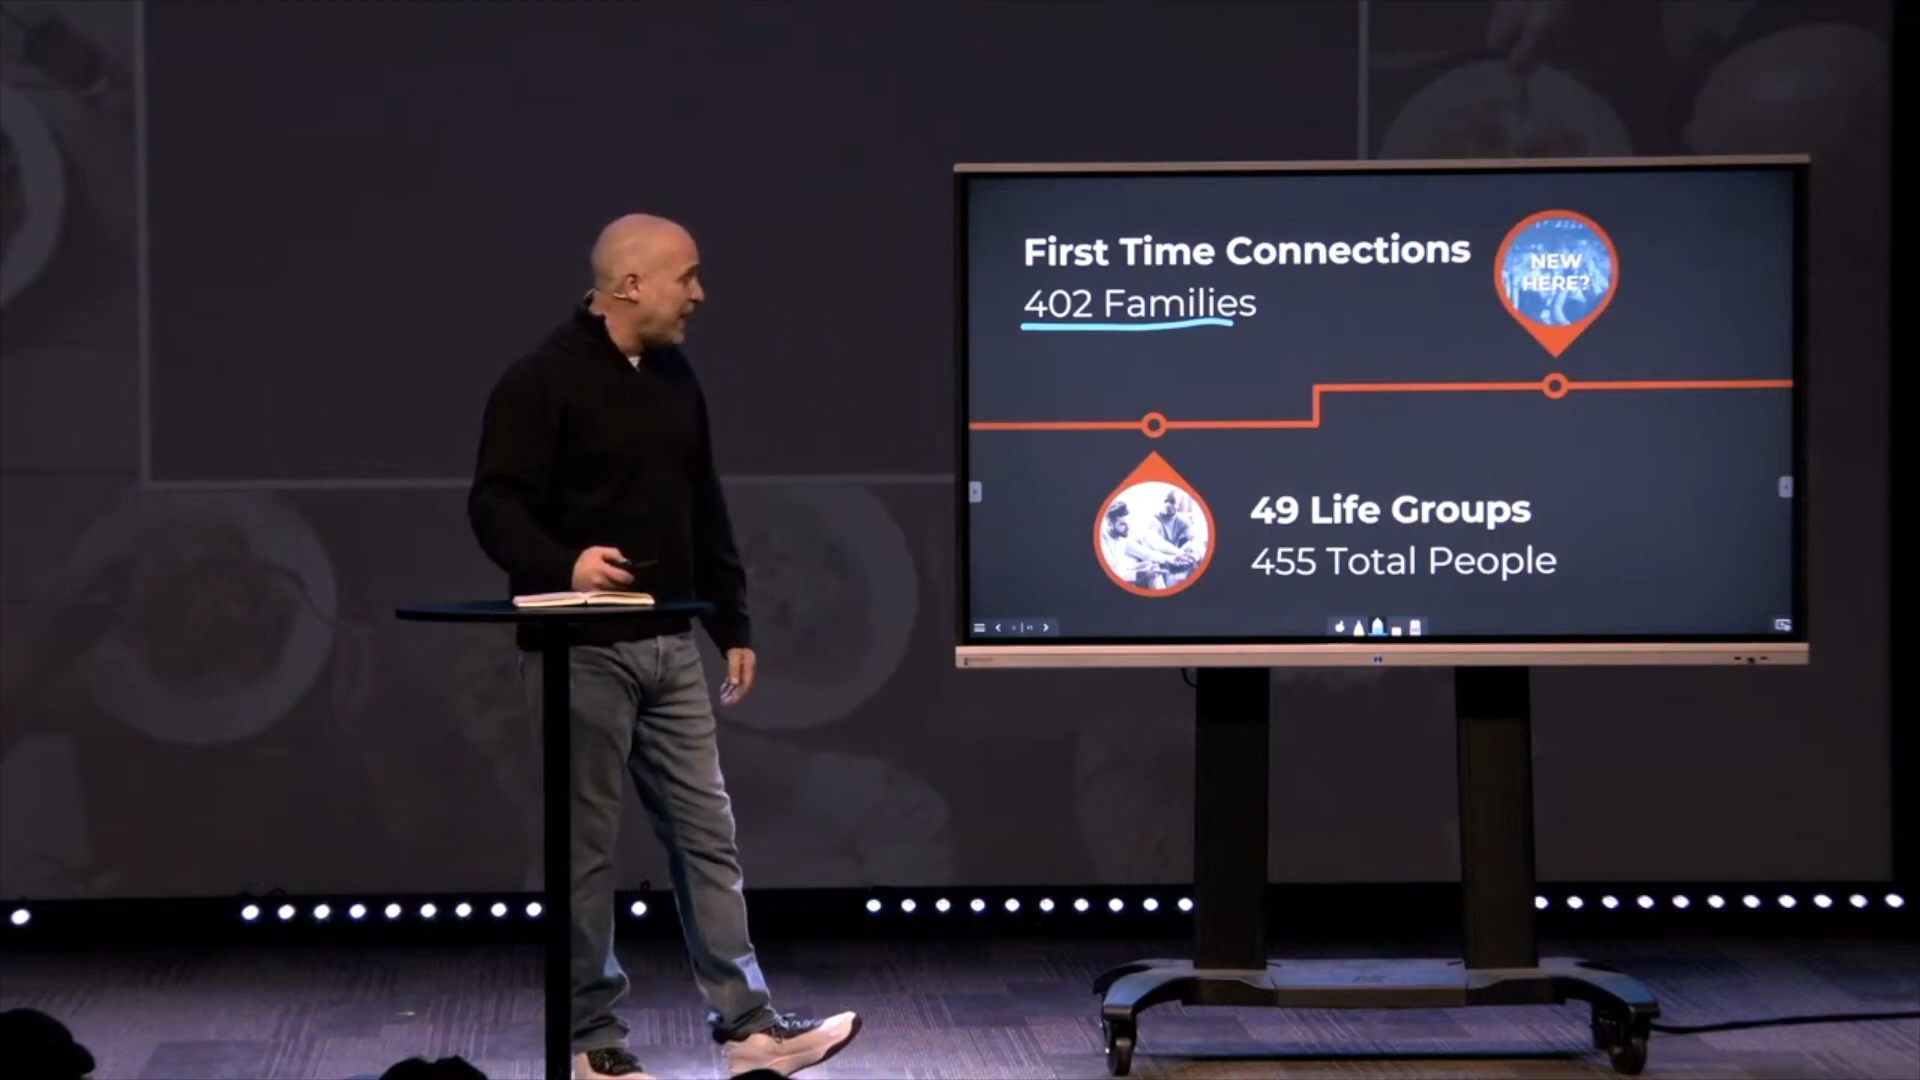 First Time Connections
402 Families
NEW
HERE?
49 Life Groups
455 Total People